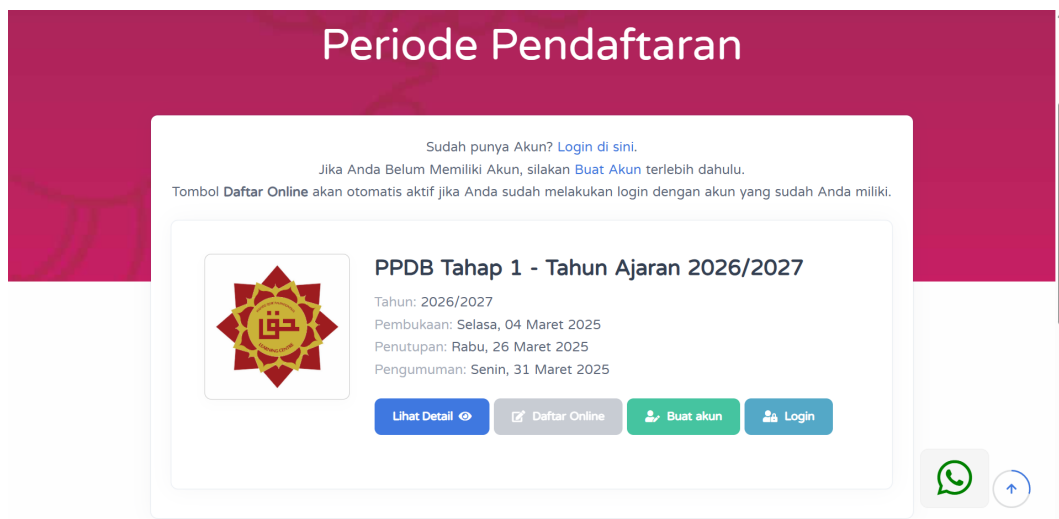 Periode Pendaftaran
Sudah punya Akun? Login di sini.
Jika Anda Belum Memiliki Akun, silakan Buat Akun terlebih dahulu.
Tombol Daftar Online akan otomatis aktif jika Anda sudah melakukan login dengan akun yang sudah Anda miliki.
PPDB Tahap 1 - Tahun Ajaran 2026/2027
Tahun: 2026/2027
Pembukaan: Selasa, 04 Maret 2025
Penutupan: Rabu, 26 Maret 2025
Pengumuman: Senin, 31 Maret 2025
Lihat Detail
Daftar Online
Buat akun
Login
LEARNING CENTRE